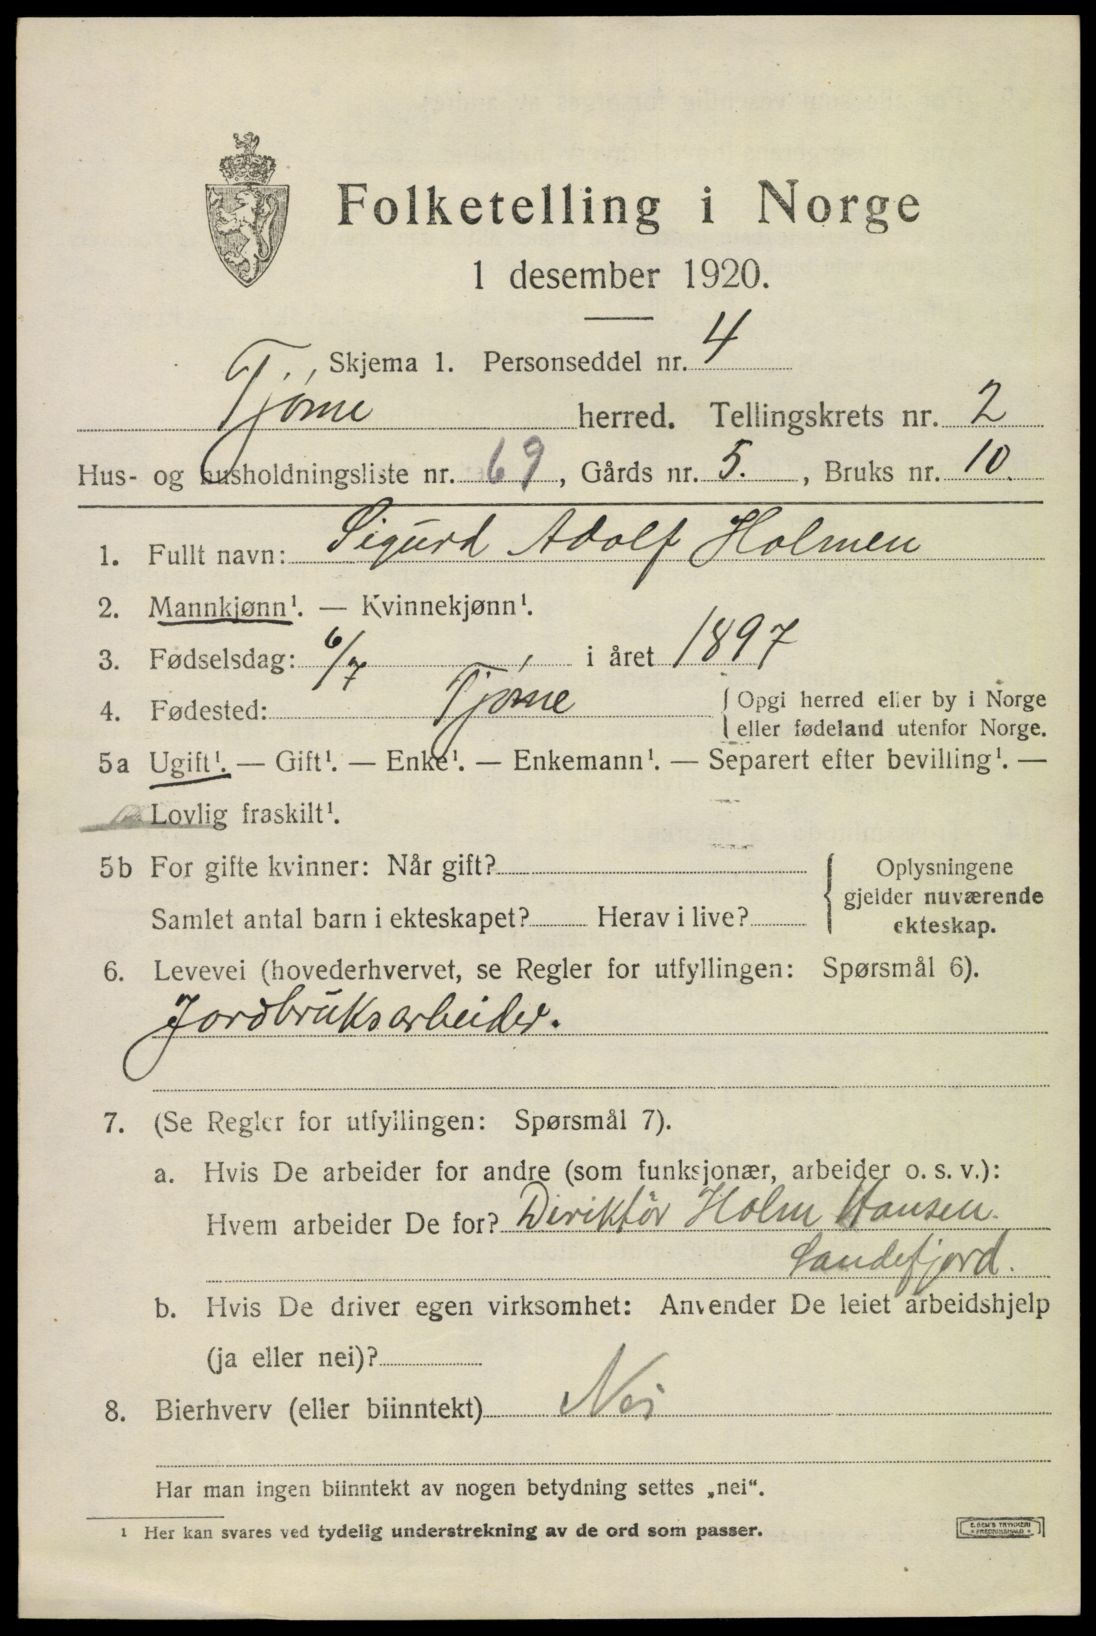 Folketelling i Norge
1 desember 1920.
Skjema 1. Personseddel nr. 4
Tjøme herred. Tellingskrets nr. 2
Hus- og husholdningsliste nr. 69, Gårds nr. 5., Bruks nr. 10.
1. Fullt navn: Sigurd Adolf Holmen
2. Mannkjønn¹. — Kvinnekjønn¹.
3. Fødselsdag: 6/7 i året 1897
4. Fødested: Tjøme { Opgi herred eller by i Norge
eller fødeland utenfor Norge.
5a Ugift¹. — Gift¹. — Enke¹. — Enkemann¹. — Separert efter bevilling¹. —
Lovlig fraskilt¹.
5b For gifte kvinner: Når gift?
Samlet antal barn i ekteskapet? Herav i live?
{ Oplysningene
gjelder nuværende
ekteskap.
6. Levevei (hovederhvervet, se Regler for utfyllingen: Spørsmål 6).
Jordbruksarbeider.
7. (Se Regler for utfyllingen: Spørsmål 7).
a. Hvis De arbeider for andre (som funksjonær, arbeider o. s. v.):
Hvem arbeider De for? Diriktör Holm Hansen.
Sandefjord.
b. Hvis De driver egen virksomhet: Anvender De leiet arbeidshjelp
(ja eller nei)?
8. Bierhverv (eller biinntekt) Nei
Har man ingen biinntekt av nogen betydning settes „nei“.
¹ Her kan svares ved tydelig understrekning av de ord som passer.
E. SEM'S TRYKKERI
FREDRIKSHALD